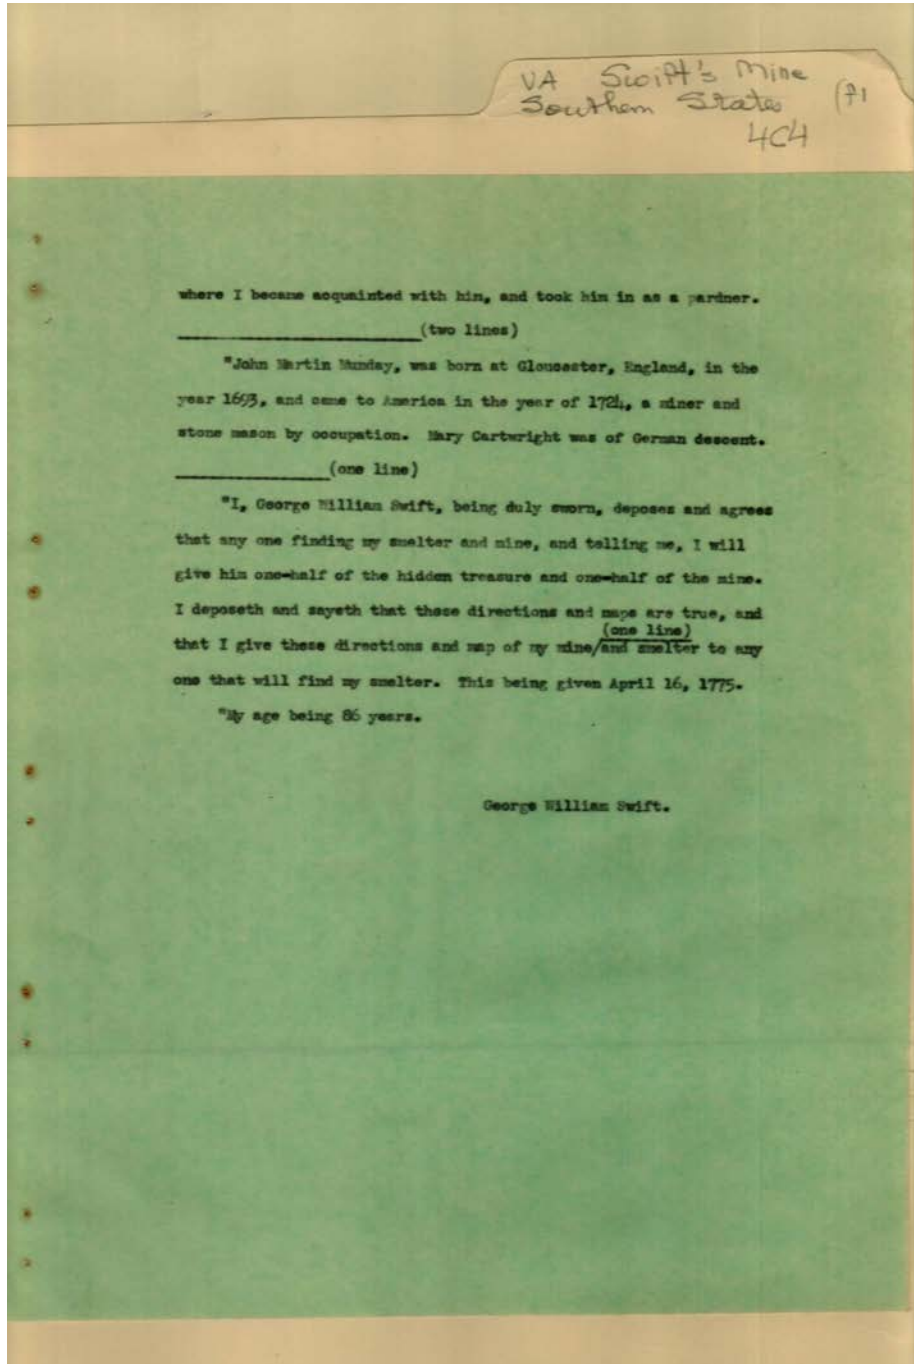 VA Swift's Mine
Southern States (P1
4C4
where I became acquainted with him, and took him in as a pardner.
(two lines)
"John Martin Munday, was born at Gloucester, England, in the
year 1693, and came to America in the year of 1724, a miner and
stone mason by occupation. Mary Cartwright was of German descent.
(one line)
"I, George William Swift, being duly sworn, deposes and agrees
that any one finding my smelter and mine, and telling me, I will
give him one-half of the hidden treasure and one-half of the mine.
I deposeth and sayeth that these directions and maps are true, and
(one line)
that I give these directions and map of my mine/and smelter to any
one that will find my smelter. This being given April 16, 1775.
"My age being 86 years.
George William Swift.